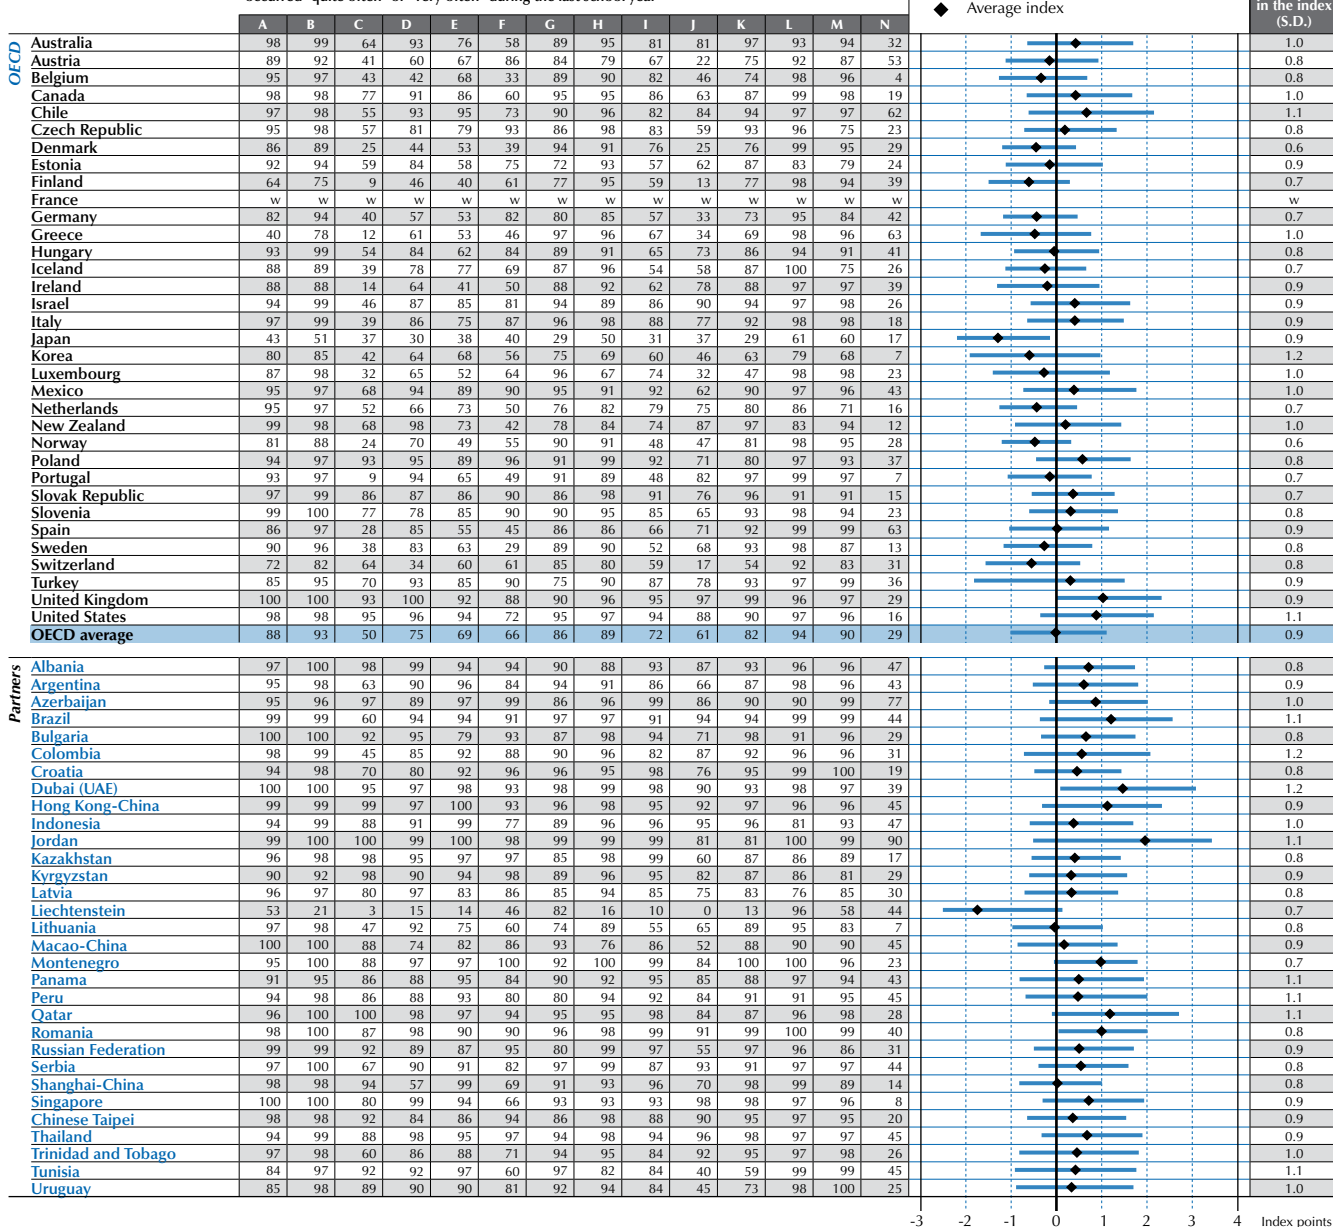 Average index
in the index
(S.D.)
A B C D E F G H I J K L M N
OECD
Australia 98 99 64 93 76 58 89 95 81 81 97 93 94 32 1.0
Austria 89 92 41 60 67 86 84 79 67 22 75 92 87 53 0.8
Belgium 95 97 43 42 68 33 89 90 82 46 74 98 96 4 0.8
Canada 98 98 77 91 86 60 95 95 86 63 87 99 98 19 1.0
Chile 97 98 55 93 95 73 90 96 82 84 94 97 97 62 1.1
Czech Republic 95 98 57 81 79 93 86 98 83 59 93 96 75 23 0.8
Denmark 86 89 25 44 53 39 94 91 76 25 76 99 95 29 0.6
Estonia 92 94 59 84 58 75 72 93 57 62 87 83 79 24 0.9
Finland 64 75 9 46 40 61 77 95 59 13 77 98 94 39 0.7
France w w w w w w w w w w w w w w w
Germany 82 94 40 57 53 82 80 85 57 33 73 95 84 42 0.7
Greece 40 78 12 61 53 46 97 96 67 34 69 98 96 63 1.0
Hungary 93 99 54 84 62 84 89 91 65 73 86 94 91 41 0.8
Iceland 88 89 39 78 77 69 87 96 54 58 87 100 75 26 0.7
Ireland 88 88 14 64 41 50 88 92 62 78 88 97 97 39 0.9
Israel 94 99 46 87 85 81 94 89 86 90 94 97 98 26 0.9
Italy 97 99 39 86 75 87 96 98 88 77 92 98 98 18 0.9
Japan 43 51 37 30 38 40 29 50 31 37 29 61 60 17 0.9
Korea 80 85 42 64 68 56 75 69 60 46 63 79 68 7 1.2
Luxembourg 87 98 32 65 52 64 96 67 74 32 47 98 98 23 1.0
Mexico 95 97 68 94 89 90 95 91 92 62 90 97 96 43 1.0
Netherlands 95 97 52 66 73 50 76 82 79 75 80 86 71 16 0.7
New Zealand 99 98 68 98 73 42 78 84 74 87 97 83 94 12 1.0
Norway 81 88 24 70 49 55 90 91 48 47 81 98 95 28 0.6
Poland 94 97 93 95 89 96 91 99 92 71 80 97 93 37 0.8
Portugal 93 97 9 94 65 49 91 89 48 82 97 99 97 7 0.7
Slovak Republic 97 99 86 87 86 90 86 98 91 76 96 91 91 15 0.7
Slovenia 99 100 77 78 85 90 90 95 85 65 93 98 94 23 0.8
Spain 86 97 28 85 55 45 86 86 66 71 92 99 99 63 0.9
Sweden 90 96 38 83 63 29 89 90 52 68 93 98 87 13 0.8
Switzerland 72 82 64 34 60 61 85 80 59 17 54 92 83 31 0.8
Turkey 85 95 70 93 85 90 75 90 87 78 93 97 99 36 0.9
United Kingdom 100 100 93 100 92 88 90 96 95 97 99 96 97 29 0.9
United States 98 98 95 96 94 72 95 97 94 88 90 97 96 16 1.1
OECD average 88 93 50 75 69 66 86 89 72 61 82 94 90 29 0.9
Partners
Albania 97 100 98 99 94 94 90 88 93 87 93 96 96 47 0.8
Argentina 95 98 63 90 96 84 94 91 86 66 87 98 96 43 0.9
Azerbaijan 95 96 97 89 97 99 86 96 99 86 90 90 99 77 1.0
Brazil 99 99 60 94 94 91 97 97 91 94 94 99 99 44 1.1
Bulgaria 100 100 92 95 79 93 87 98 94 71 98 91 96 29 0.8
Colombia 98 99 45 85 92 88 90 96 82 87 92 96 96 31 1.2
Croatia 94 98 70 80 92 96 96 95 98 76 95 99 100 19 0.8
Dubai (UAE) 100 100 95 97 98 93 98 99 98 90 93 98 97 39 1.2
Hong Kong-China 99 99 99 97 100 93 96 98 95 92 97 96 96 45 0.9
Indonesia 94 99 88 91 99 77 89 96 96 95 96 81 93 47 1.0
Jordan 99 100 100 99 100 98 99 99 99 81 81 100 99 90 1.1
Kazakhstan 96 98 98 95 97 97 85 98 99 60 87 86 89 17 0.8
Kyrgyzstan 90 92 98 90 94 98 89 96 95 82 87 86 81 29 0.9
Latvia 96 97 80 97 83 86 85 94 85 75 83 76 85 30 0.8
Liechtenstein 53 21 3 15 14 46 82 16 10 0 13 96 58 44 0.7
Lithuania 97 98 47 92 75 60 74 89 55 65 89 95 83 7 0.8
Macao-China 100 100 88 74 82 86 93 76 86 52 88 90 90 45 0.9
Montenegro 95 100 88 97 97 100 92 100 99 84 100 100 96 23 0.7
Panama 91 95 86 88 95 84 90 92 95 85 88 97 94 43 1.1
Peru 94 98 86 88 93 80 80 94 92 84 91 91 95 45 1.1
Qatar 96 100 100 98 97 94 95 95 98 84 87 96 98 28 1.1
Romania 98 100 87 98 90 90 96 98 99 91 99 100 99 40 0.8
Russian Federation 99 99 92 89 87 95 80 99 97 55 97 96 86 31 0.9
Serbia 97 100 67 90 91 82 97 99 87 93 91 97 97 44 0.8
Shanghai-China 98 98 94 57 99 69 91 93 96 70 98 99 89 14 0.8
Singapore 100 100 80 99 94 66 93 93 93 98 98 97 96 8 0.9
Chinese Taipei 98 98 92 84 86 94 86 98 88 90 95 97 95 20 0.9
Thailand 94 99 88 98 95 97 94 98 94 96 98 97 97 45 0.9
Trinidad and Tobago 97 98 60 86 88 71 94 95 84 92 95 97 98 26 1.0
Tunisia 84 97 92 92 97 60 97 82 84 40 59 99 99 45 1.1
Uruguay 85 98 89 90 90 81 92 94 84 45 73 98 100 25 1.0
-3 -2 -1 0 1 2 3 4 Index points